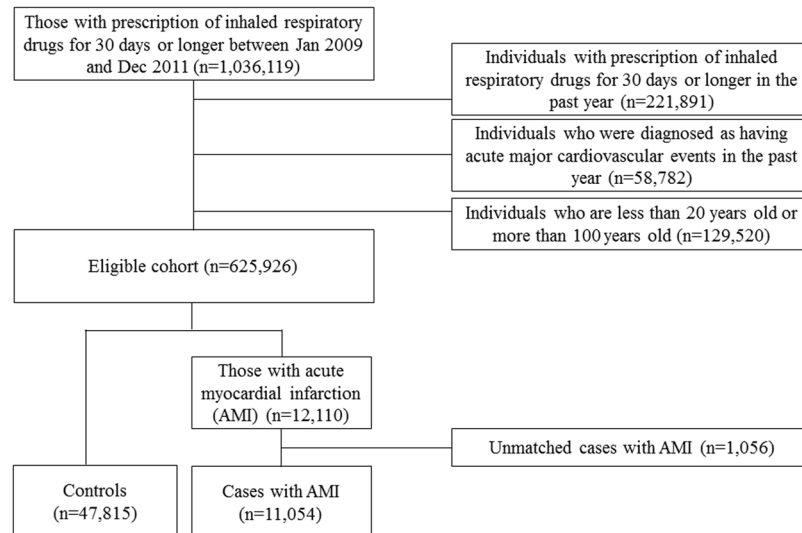 Those with prescription of inhaled respiratory
drugs for 30 days or longer between Jan 2009
and Dec 2011 (n=1,036,119)
Individuals with prescription of inhaled
respiratory drugs for 30 days or longer in the
past year (n=221,891)
Individuals who were diagnosed as having
acute major cardiovascular events in the past
year (n=58,782)
Individuals who are less than 20 years old or
more than 100 years old (n=129,520)
Eligible cohort (n=625,926)
Those with acute
myocardial infarction
(AMI) (n=12,110)
Unmatched cases with AMI (n=1,056)
Controls
(n=47,815)
Cases with AMI
(n=11,054)